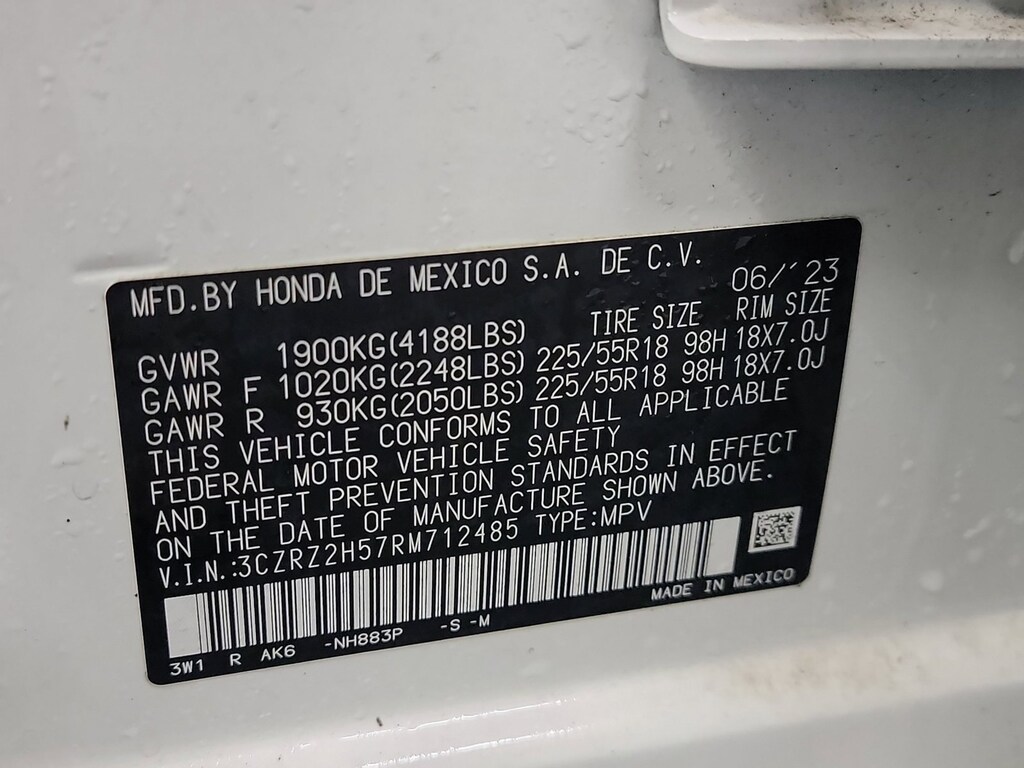 MFD.BY HONDA DE MEXICO S.A. DE C.V. 06/'23
TIRE SIZE RIM SIZE
GVWR 1900KG(4188LBS)
GAWR F 1020KG(2248LBS) 225/55R18 98H 18X7.0J
GAWR R 930KG(2050LBS) 225/55R18 98H 18X7.0J
THIS VEHICLE CONFORMS TO ALL APPLICABLE
FEDERAL MOTOR VEHICLE SAFETY
AND THEFT PREVENTION STANDARDS IN EFFECT
ON THE DATE OF MANUFACTURE SHOWN ABOVE.
V.I.N.:3CZRZ2H57RM712485 TYPE:MPV
MADE IN MEXICO
3W1 R AK6 -NH883P -S -M